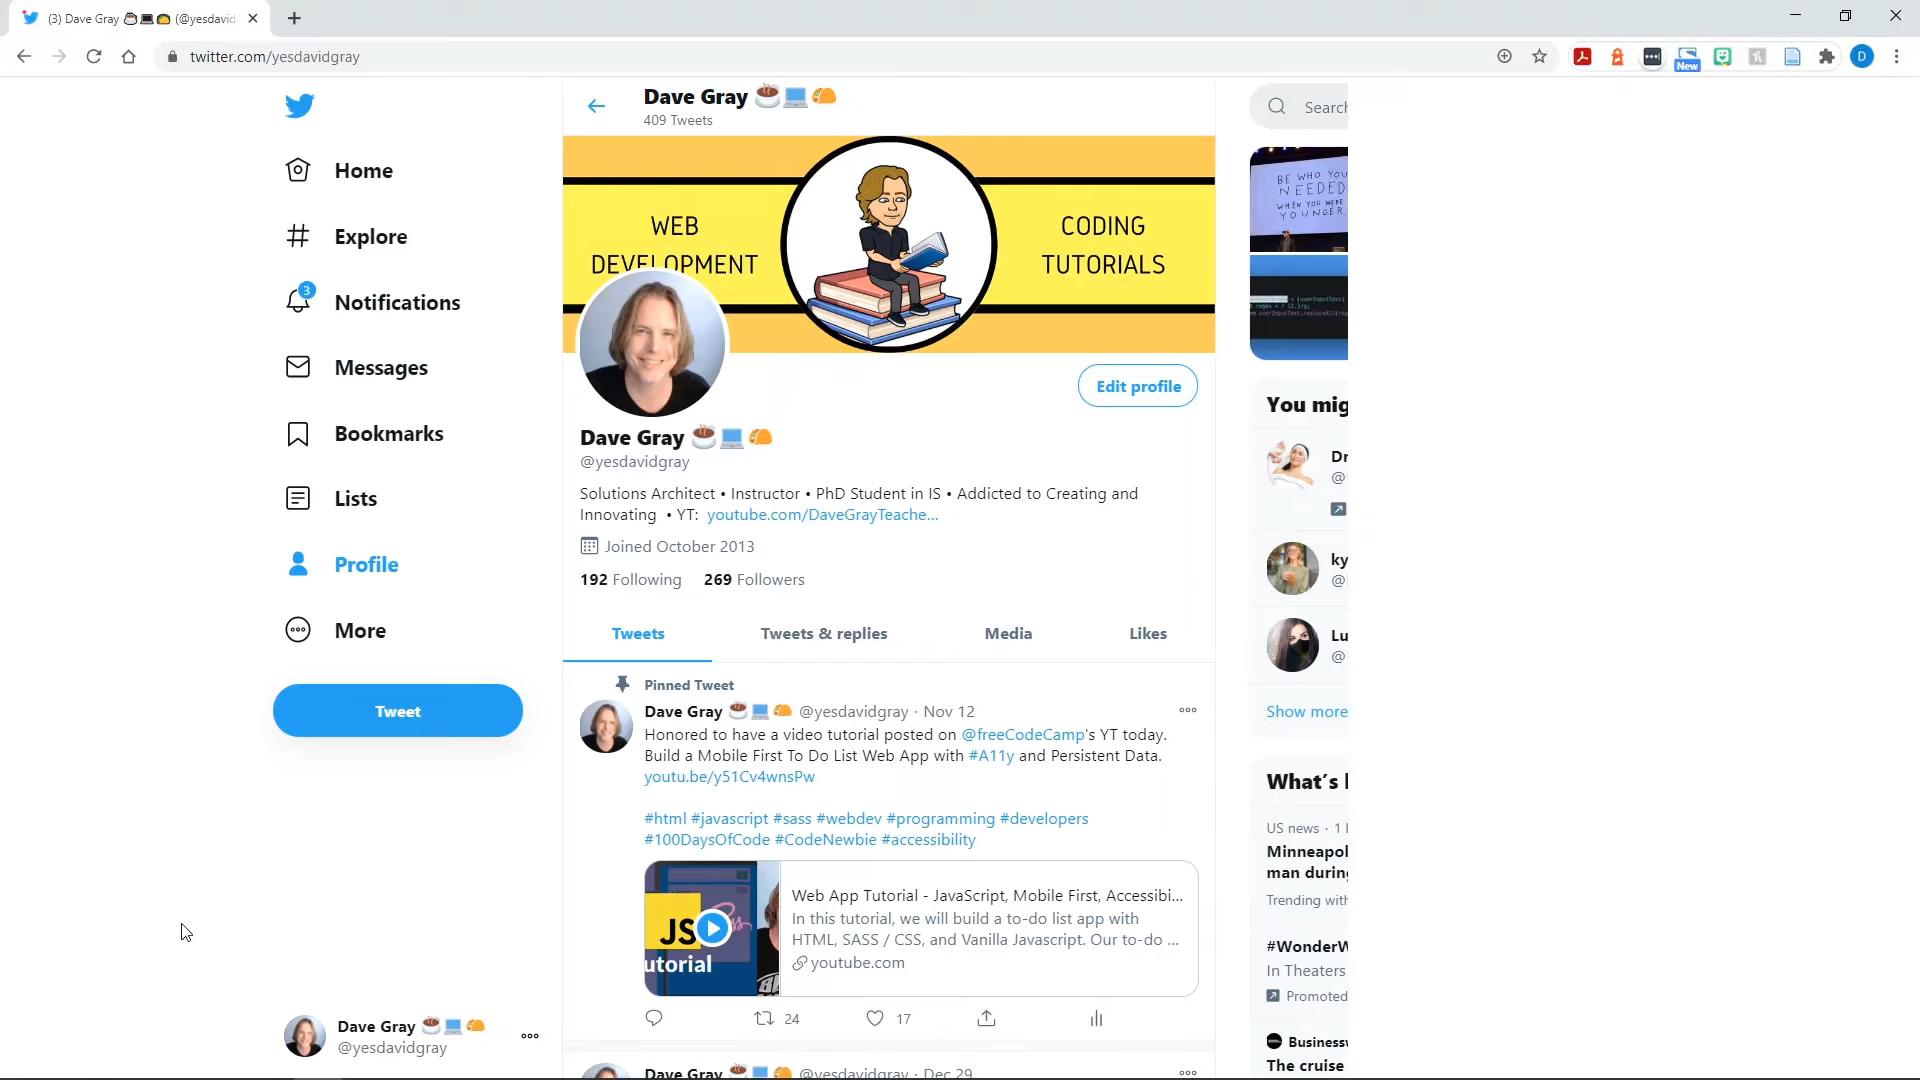 (3) Dave Gray ☕💻🌮 (@yesdavid
twitter.com/yesdavidgray
New
D
Home
Explore
3
Notifications
Messages
Bookmarks
Lists
Profile
More
Tweet
Dave Gray ☕💻🌮
@yesdavidgray
Dave Gray ☕💻🌮
409 Tweets
WEB
DEVELOPMENT
CODING
TUTORIALS
Edit profile
Dave Gray ☕💻🌮
@yesdavidgray
Solutions Architect • Instructor • PhD Student in IS • Addicted to Creating and
Innovating • YT: youtube.com/DaveGrayTeache...
Joined October 2013
192 Following 269 Followers
Tweets Tweets & replies Media Likes
Pinned Tweet
Dave Gray ☕💻🌮 @yesdavidgray · Nov 12
Honored to have a video tutorial posted on @freeCodeCamp's YT today.
Build a Mobile First To Do List Web App with #A11y and Persistent Data.
youtu.be/y51Cv4wnsPw
#html #javascript #sass #webdev #programming #developers
#100DaysOfCode #CodeNewbie #accessibility
JS
utorial
Web App Tutorial - JavaScript, Mobile First, Accessibi...
In this tutorial, we will build a to-do list app with
HTML, SASS / CSS, and Vanilla Javascript. Our to-do ...
youtube.com
24 17
Dave Gray ☕💻🌮 @yesdavidgray · Dec 29
Search
BE WHO YOU
NEEDED
WHEN YOU WERE
YOUNGER.
You mig
Dr
@
ky
@
Lu
@
Show more
What's
US news · 1
Minneapol
man during
Trending with
#WonderW
In Theaters
Promoted
Business
The cruise